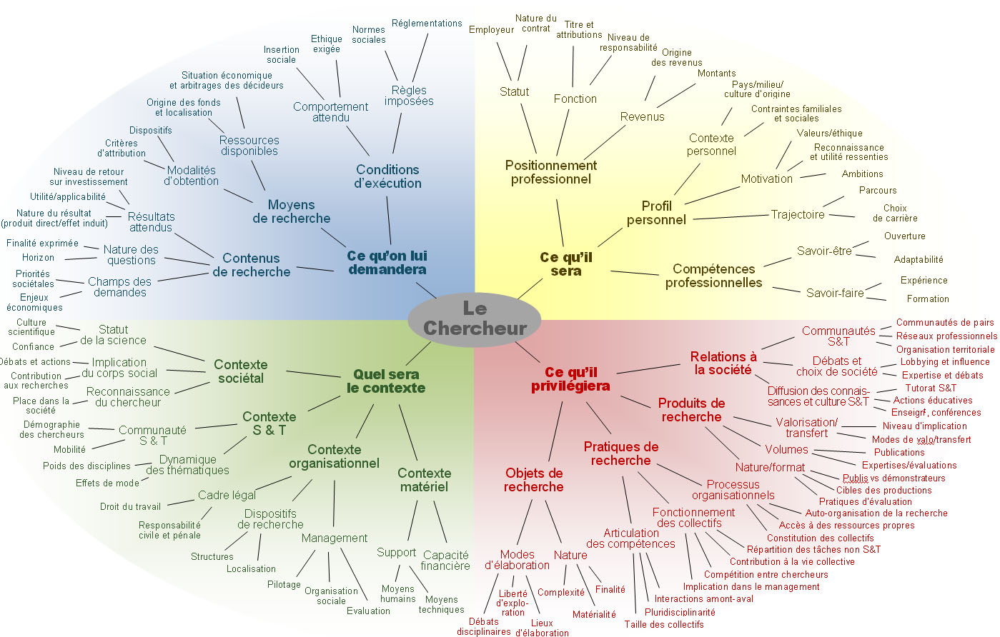 Le
Chercheur
Ce qu'on lui
demandera
Conditions
d'exécution
Règles
imposées
Réglementations
Normes
sociales
Comportement
attendu
Ethique
exigée
Insertion
sociale
Moyens
de recherche
Ressources
disponibles
Situation économique
et arbitrages des décideurs
Origine des fonds
et localisation
Modalités
d'obtention
Dispositifs
Critères
d'attribution
Contenus
de recherche
Résultats
attendus
Niveau de retour
sur investissement
Utilité/applicabilité
Nature du résultat
(produit direct/effet induit)
Nature des
questions
Finalité exprimée
Horizon
Champs des
demandes
Priorités
sociétales
Enjeux
économiques
Ce qu'il
sera
Positionnement
professionnel
Statut
Employeur
Nature du
contrat
Fonction
Titre et
attributions
Niveau de
responsabilité
Revenus
Origine
des revenus
Montants
Profil
personnel
Contexte
personnel
Pays/milieu/
culture d'origine
Contraintes familiales
et sociales
Motivation
Valeurs/éthique
Reconnaissance
et utilité ressenties
Ambitions
Trajectoire
Parcours
Choix
de carrière
Compétences
professionnelles
Savoir-être
Ouverture
Adaptabilité
Savoir-faire
Expérience
Formation
Quel sera
le contexte
Contexte
sociétal
Statut
de la science
Culture
scientifique
Confiance
Implication
du corps social
Débats et actions
Contribution
aux recherches
Reconnaissance
du chercheur
Place dans la
société
Contexte
S & T
Communauté
S & T
Démographie
des chercheurs
Mobilité
Dynamique
des thématiques
Poids des disciplines
Effets de mode
Contexte
organisationnel
Cadre légal
Droit du travail
Responsabilité
civile et pénale
Dispositifs
de recherche
Structures
Localisation
Management
Pilotage
Organisation
sociale
Evaluation
Contexte
matériel
Support
Moyens
humains
Moyens
techniques
Capacité
financière
Ce qu'il
privilégiera
Relations à
la société
Communautés
S&T
Communautés de pairs
Réseaux professionnels
Organisation territoriale
Débats et
choix de société
Lobbying et influence
Expertise et débats
Diffusion des connais-
sances et culture S&T
Tutorat S&T
Actions éducatives
Enseignt, conférences
Produits de
recherche
Valorisation/
transfert
Niveau d'implication
Modes de valo/transfert
Volumes
Publications
Expertises/évaluations
Nature/format
Publis vs démonstrateurs
Cibles des productions
Pratiques d'évaluation
Pratiques de
recherche
Processus
organisationnels
Auto-organisation de la recherche
Accès à des ressources propres
Constitution des collectifs
Fonctionnement
des collectifs
Répartition des tâches non S&T
Contribution à la vie collective
Compétition entre chercheurs
Implication dans le management
Articulation
des compétences
Interactions amont-aval
Pluridisciplinarité
Taille des collectifs
Objets de
recherche
Modes
d'élaboration
Débats
disciplinaires
Liberté
d'explo-
ration
Lieux
d'élaboration
Nature
Complexité
Matérialité
Finalité